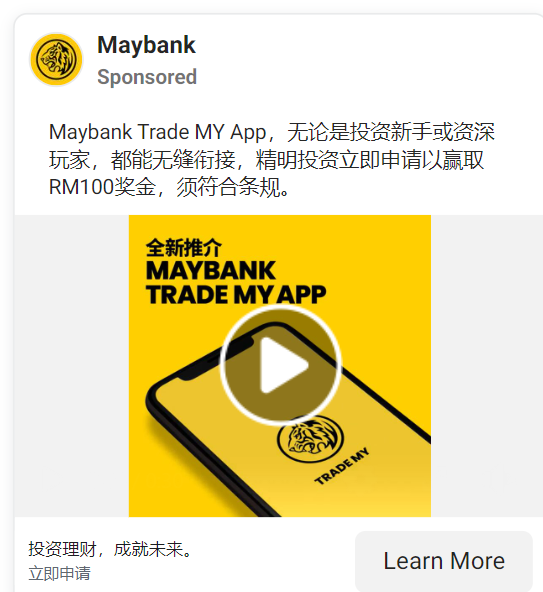 Maybank
Sponsored
Maybank Trade MY App，无论是投资新手或资深
玩家，都能无缝衔接，精明投资立即申请以赢取
RM100奖金，须符合条规。
全新推介
MAYBANK
TRADE MY APP
TRADE MY
投资理财，成就未来。
立即申请
Learn More